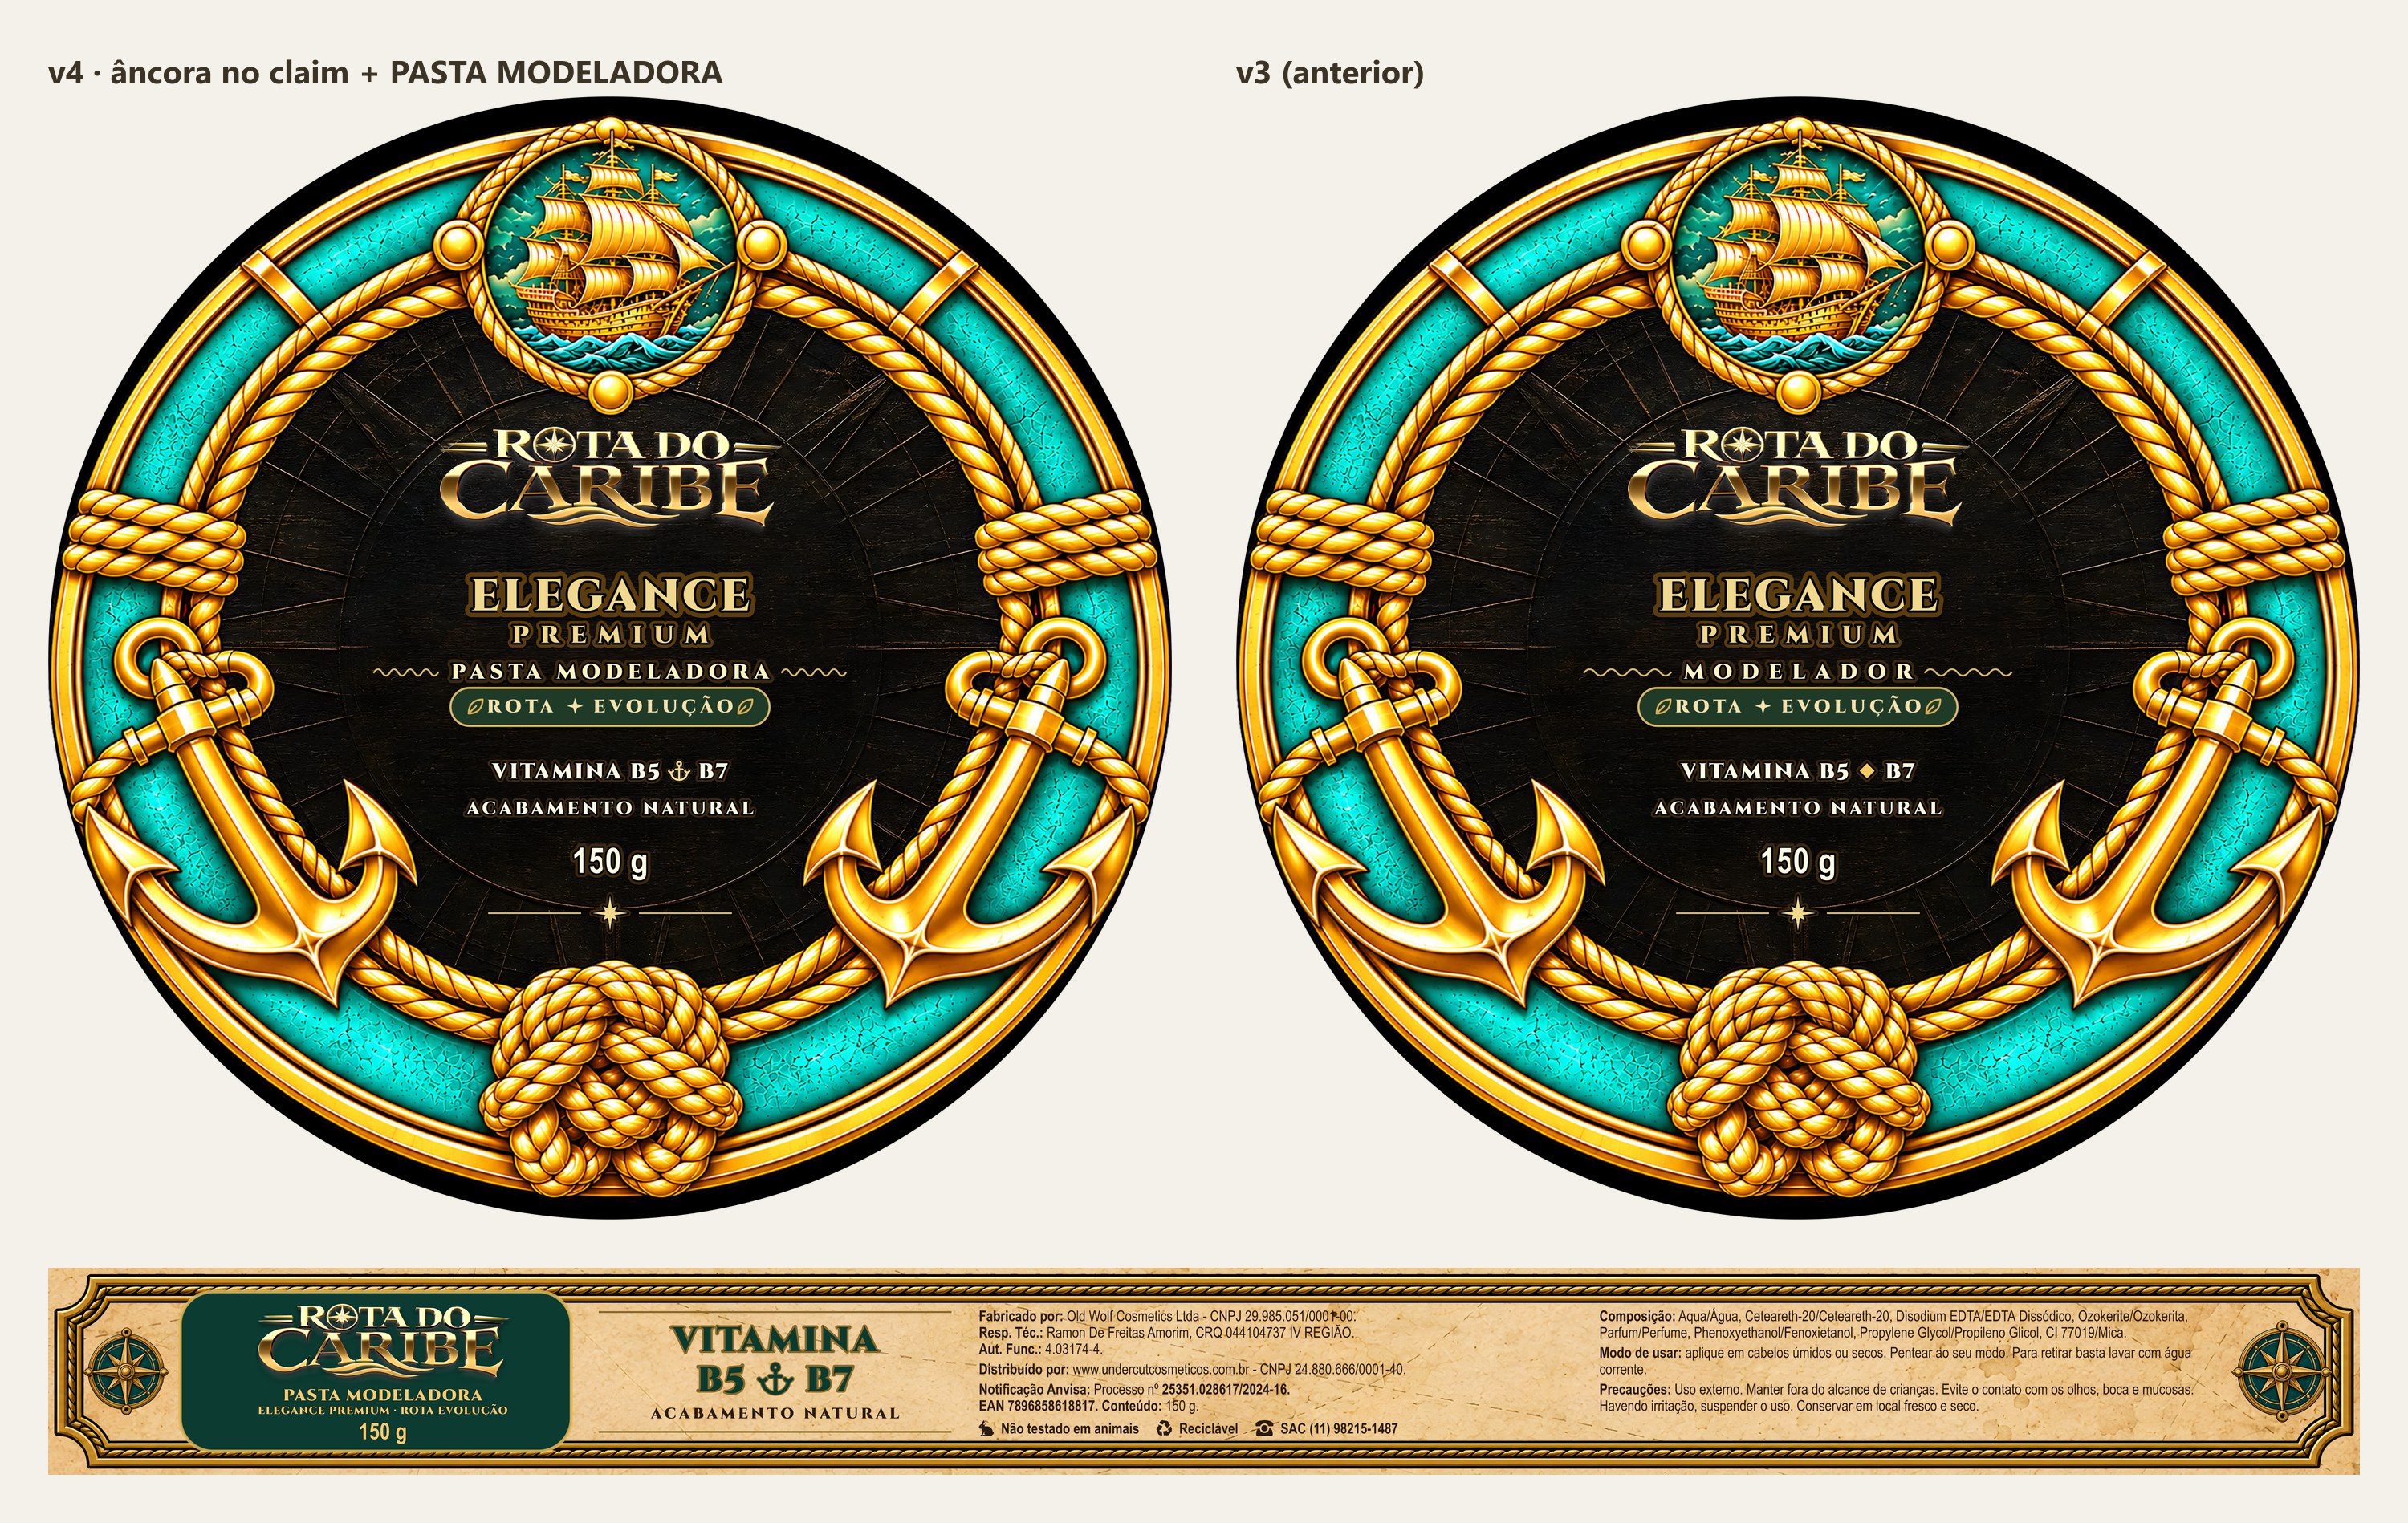 v4 · âncora no claim + PASTA MODELADORA
ROTA DO
CARIBE
ELEGANCE
PREMIUM
PASTA MODELADORA
ROTA ✦ EVOLUÇÃO
VITAMINA B5 ⚓ B7
ACABAMENTO NATURAL
150 g
v3 (anterior)
ROTA DO
CARIBE
ELEGANCE
PREMIUM
MODELADOR
ROTA ✦ EVOLUÇÃO
VITAMINA B5 ◆ B7
ACABAMENTO NATURAL
150 g
ROTA DO
CARIBE
PASTA MODELADORA
ELEGANCE PREMIUM · ROTA EVOLUÇÃO
150 g
VITAMINA
B5 ⚓ B7
ACABAMENTO NATURAL
Fabricado por: Old Wolf Cosmetics Ltda - CNPJ 29.985.051/0001-00.
Resp. Téc.: Ramon De Freitas Amorim, CRQ 044104737 IV REGIÃO.
Aut. Func.: 4.03174-4.
Distribuído por: www.undercutcosmeticos.com.br - CNPJ 24.880.666/0001-40.
Notificação Anvisa: Processo nº 25351.028617/2024-16.
EAN 7896858618817. Conteúdo: 150 g.
Não testado em animais Reciclável SAC (11) 98215-1487
Composição: Aqua/Água, Ceteareth-20/Ceteareth-20, Disodium EDTA/EDTA Dissódico, Ozokerite/Ozokerita,
Parfum/Perfume, Phenoxyethanol/Fenoxietanol, Propylene Glycol/Propileno Glicol, CI 77019/Mica.
Modo de usar: aplique em cabelos úmidos ou secos. Pentear ao seu modo. Para retirar basta lavar com água
corrente.
Precauções: Uso externo. Manter fora do alcance de crianças. Evite o contato com os olhos, boca e mucosas.
Havendo irritação, suspender o uso. Conservar em local fresco e seco.